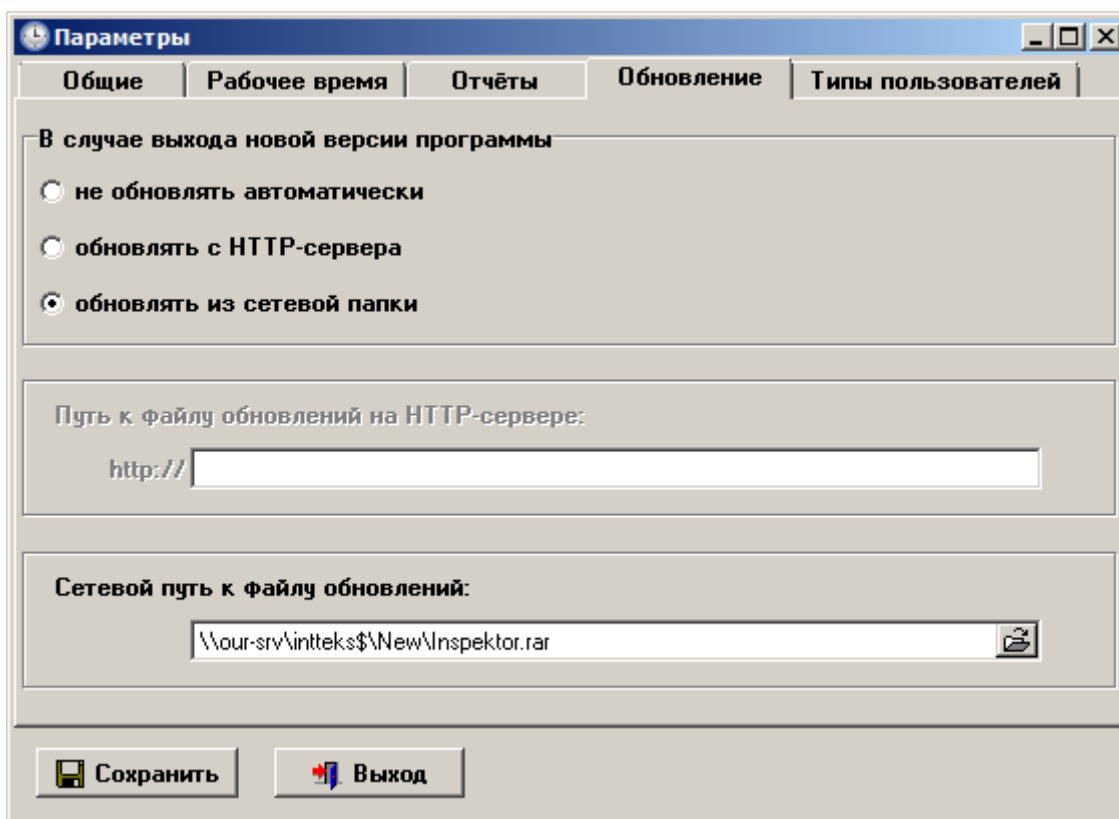 Параметры
Общие Рабочее время Отчёты Обновление Типы пользователей
В случае выхода новой версии программы
не обновлять автоматически
обновлять с HTTP-сервера
обновлять из сетевой папки
Путь к файлу обновлений на HTTP-сервере:
http://
Сетевой путь к файлу обновлений:
\\our-srv\intteks$\New\Inspektor.rar
Сохранить Выход